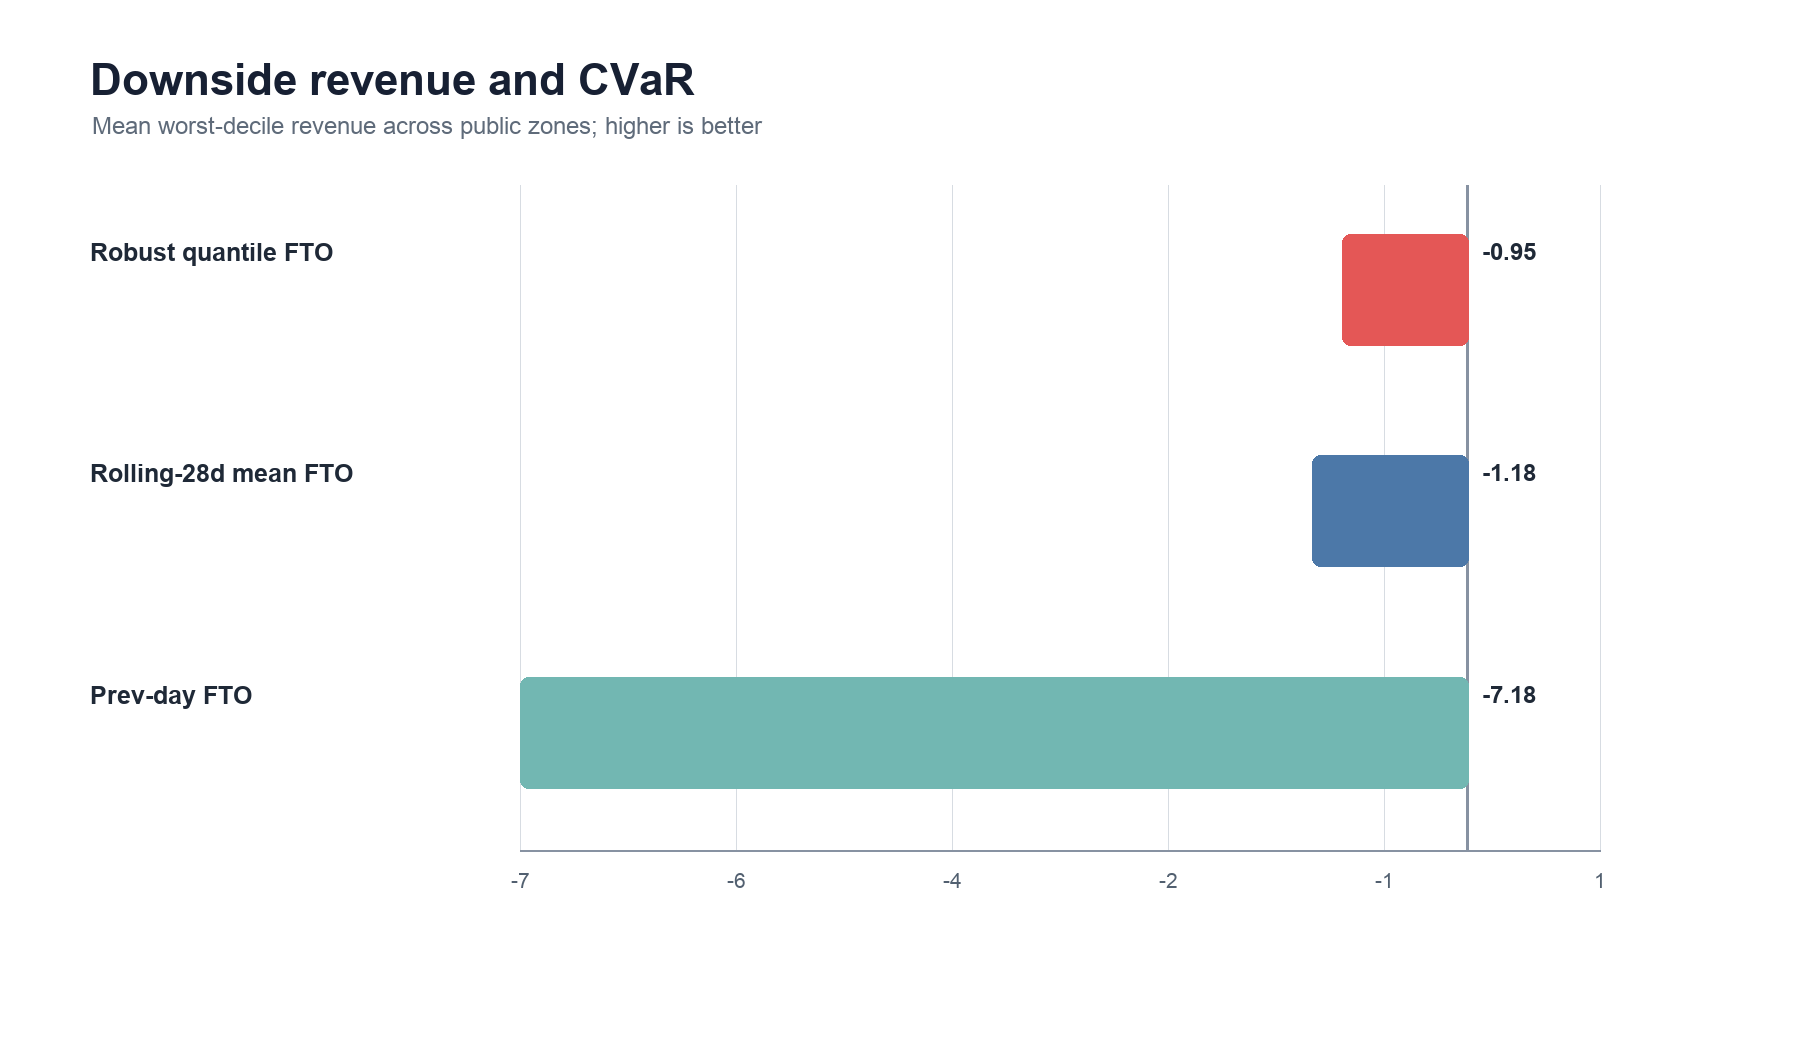 Downside revenue and CVaR
Mean worst-decile revenue across public zones; higher is better
Robust quantile FTO
-0.95
Rolling-28d mean FTO
-1.18
Prev-day FTO
-7.18
-7 -6 -4 -2 -1 1